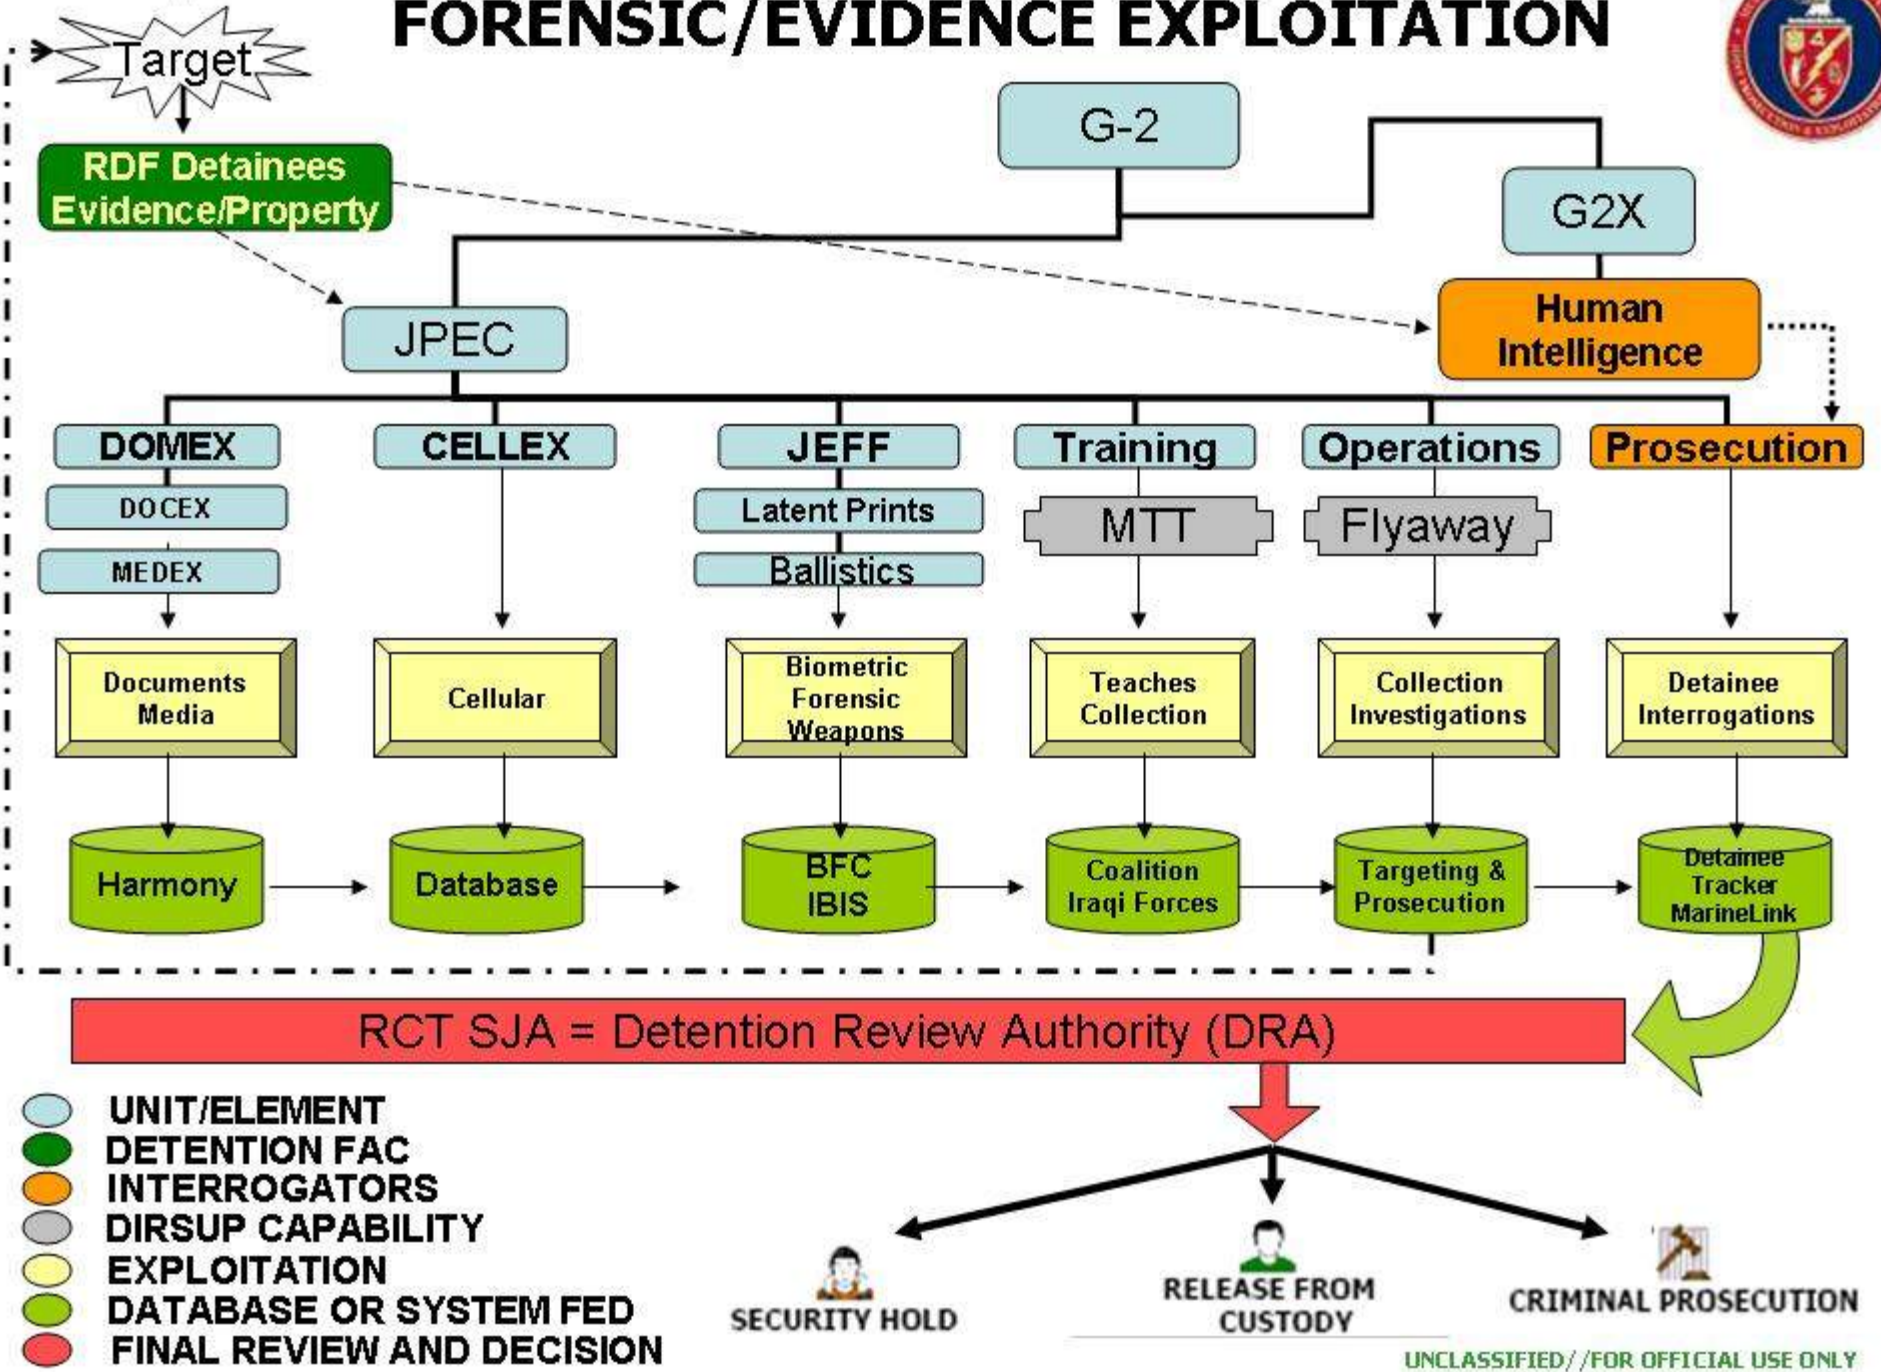 FORENSIC/EVIDENCE EXPLOITATION
Target
G-2
RDF Detainees
Evidence/Property
G2X
Human
Intelligence
JPEC
DOMEX
CELLEX
JEFF
Training
Operations
Prosecution
DOCEX
Latent Prints
MTT
Flyaway
MEDEX
Ballistics
Documents
Media
Cellular
Biometric
Forensic
Weapons
Teaches
Collection
Collection
Investigations
Detainee
Interrogations
Harmony
Database
BFC
IBIS
Coalition
Iraqi Forces
Targeting &
Prosecution
Detainee
Tracker
MarineLink
RCT SJA = Detention Review Authority (DRA)
UNIT/ELEMENT
DETENTION FAC
INTERROGATORS
DIRSUP CAPABILITY
EXPLOITATION
DATABASE OR SYSTEM FED
FINAL REVIEW AND DECISION
SECURITY HOLD
RELEASE FROM
CUSTODY
CRIMINAL PROSECUTION
UNCLASSIFIED//FOR OFFICIAL USE ONLY